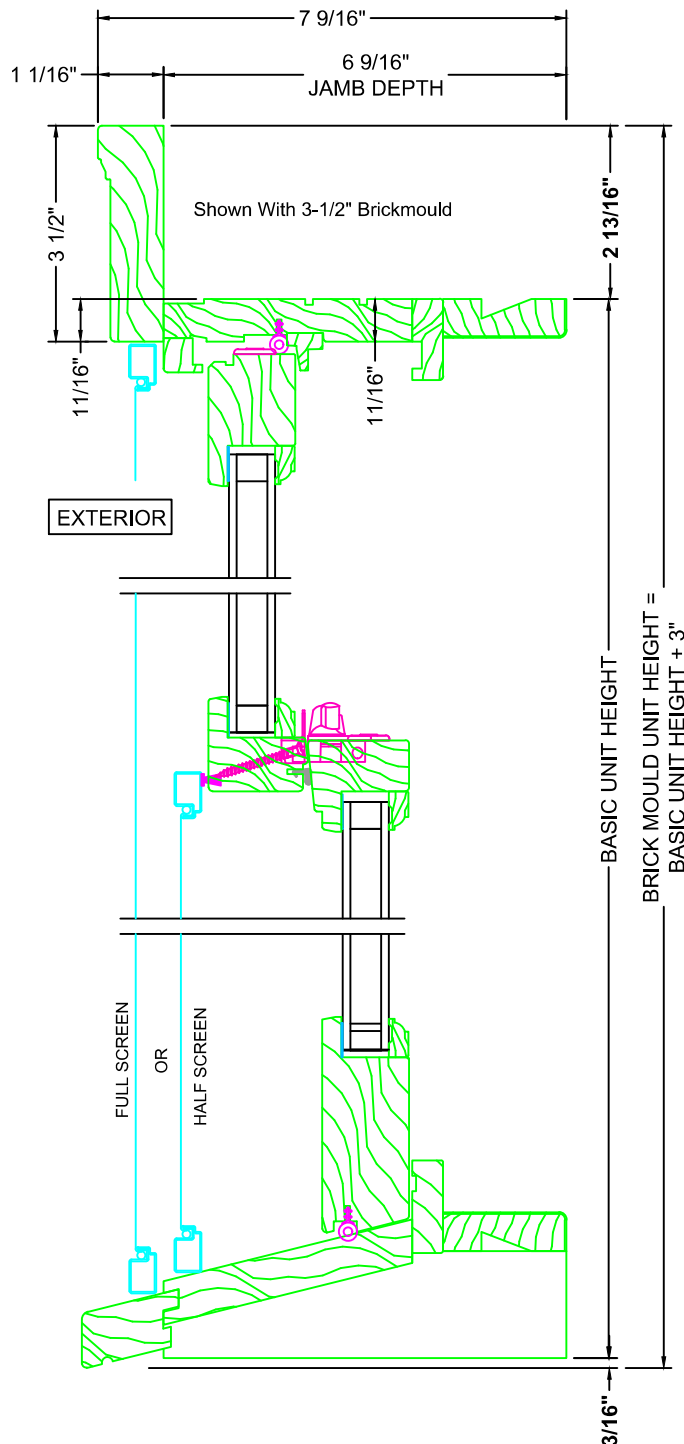 7 9/16"
1 1/16"
6 9/16"
JAMB DEPTH
3 1/2"
Shown With 3-1/2" Brickmould
2 13/16"
11/16"
11/16"
EXTERIOR
BASIC UNIT HEIGHT
BRICK MOULD UNIT HEIGHT =
BASIC UNIT HEIGHT + 3"
FULL SCREEN
OR
HALF SCREEN
3/16"